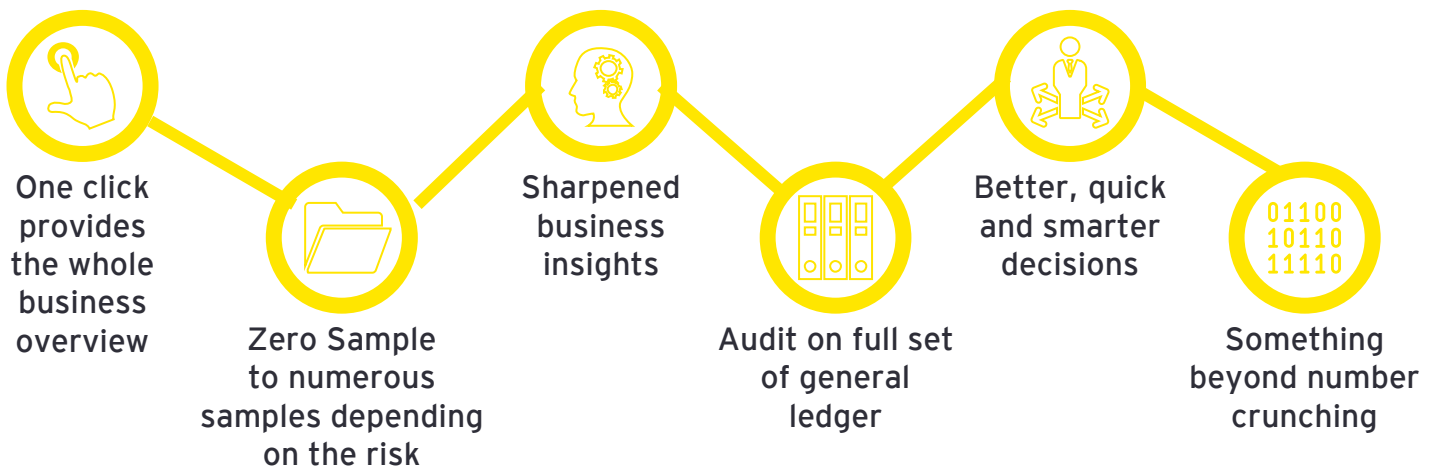 One click
provides
the whole
business
overview
Zero Sample
to numerous
samples depending
on the risk
Sharpened
business
insights
Audit on full set
of general
ledger
Better, quick
and smarter
decisions
01100
10110
11110
Something
beyond number
crunching